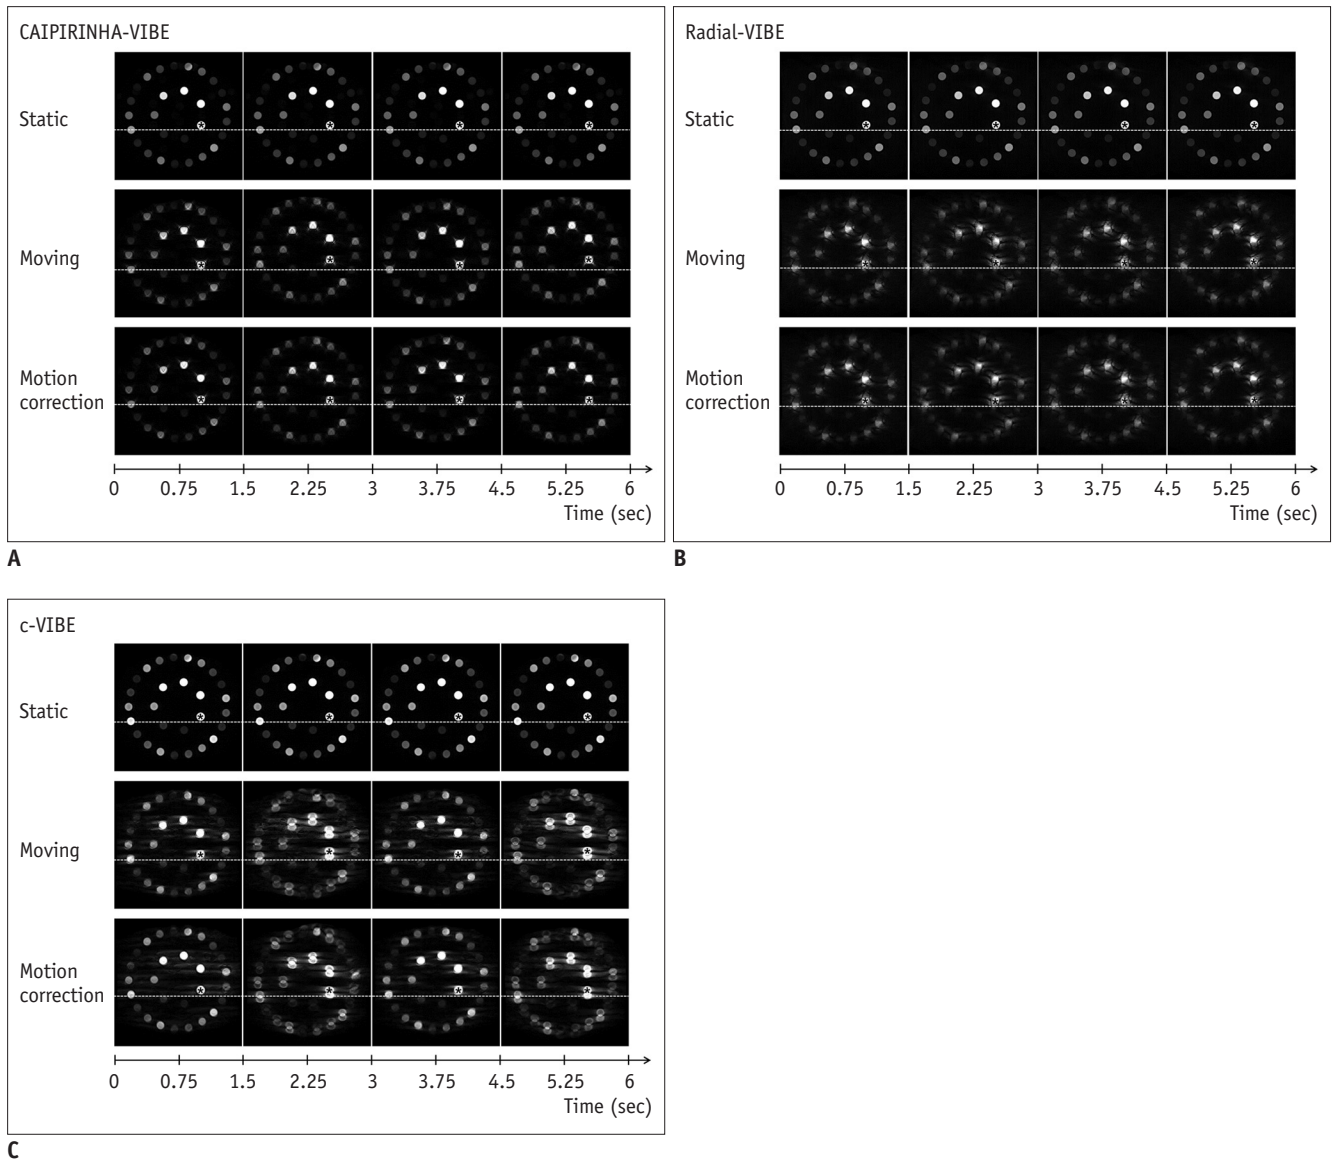 CAIPIRINHA-VIBE
Static
Moving
Motion
correction
0 0.75 1.5 2.25 3 3.75 4.5 5.25 6
Time (sec)
A
Radial-VIBE
Static
Moving
Motion
correction
0 0.75 1.5 2.25 3 3.75 4.5 5.25 6
Time (sec)
B
c-VIBE
Static
Moving
Motion
correction
0 0.75 1.5 2.25 3 3.75 4.5 5.25 6
Time (sec)
C